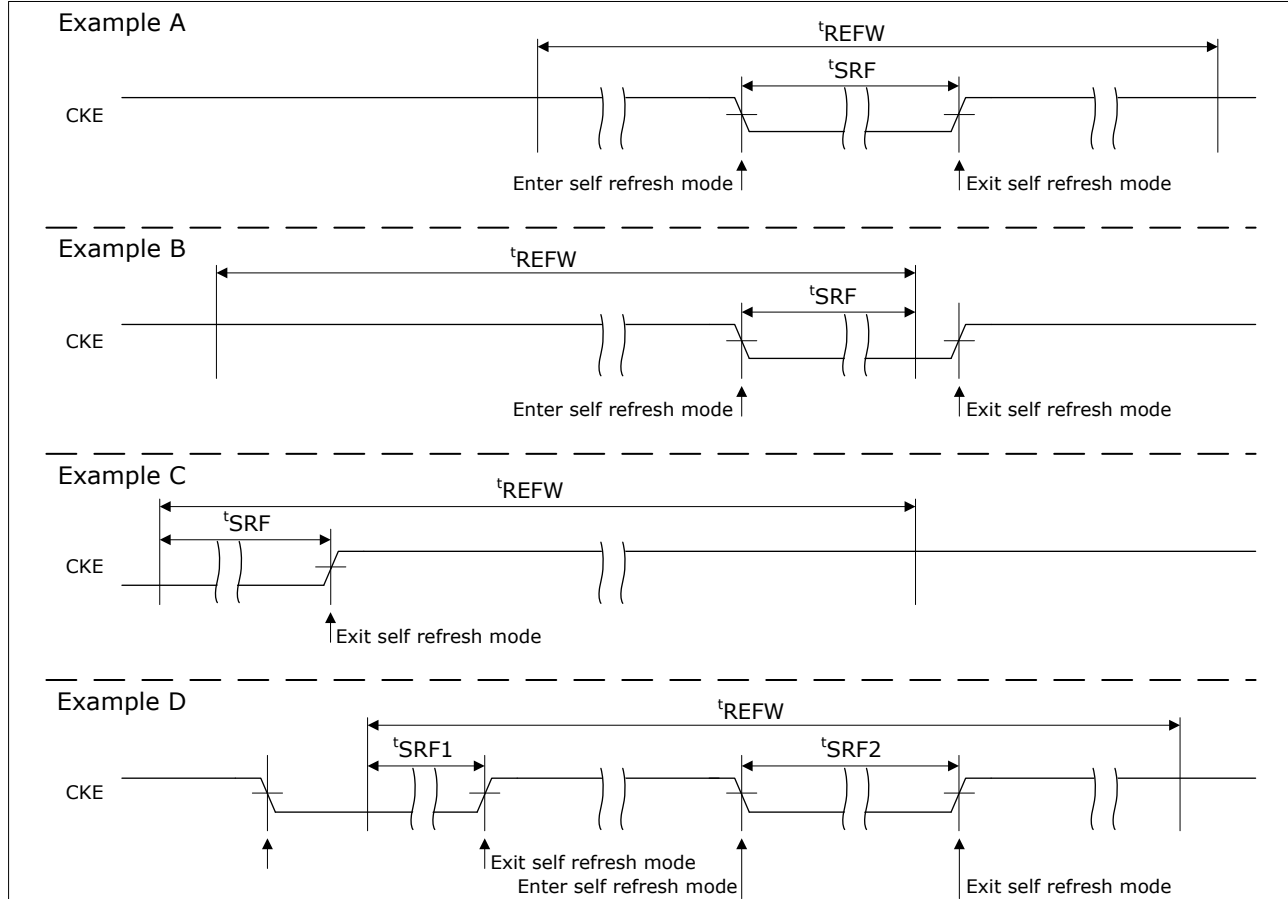 Example A
tREFW
tSRF
CKE
Enter self refresh mode
Exit self refresh mode
Example B
tREFW
tSRF
CKE
Enter self refresh mode
Exit self refresh mode
Example C
tREFW
tSRF
CKE
Exit self refresh mode
Example D
tREFW
tSRF1
tSRF2
CKE
Exit self refresh mode
Enter self refresh mode
Exit self refresh mode